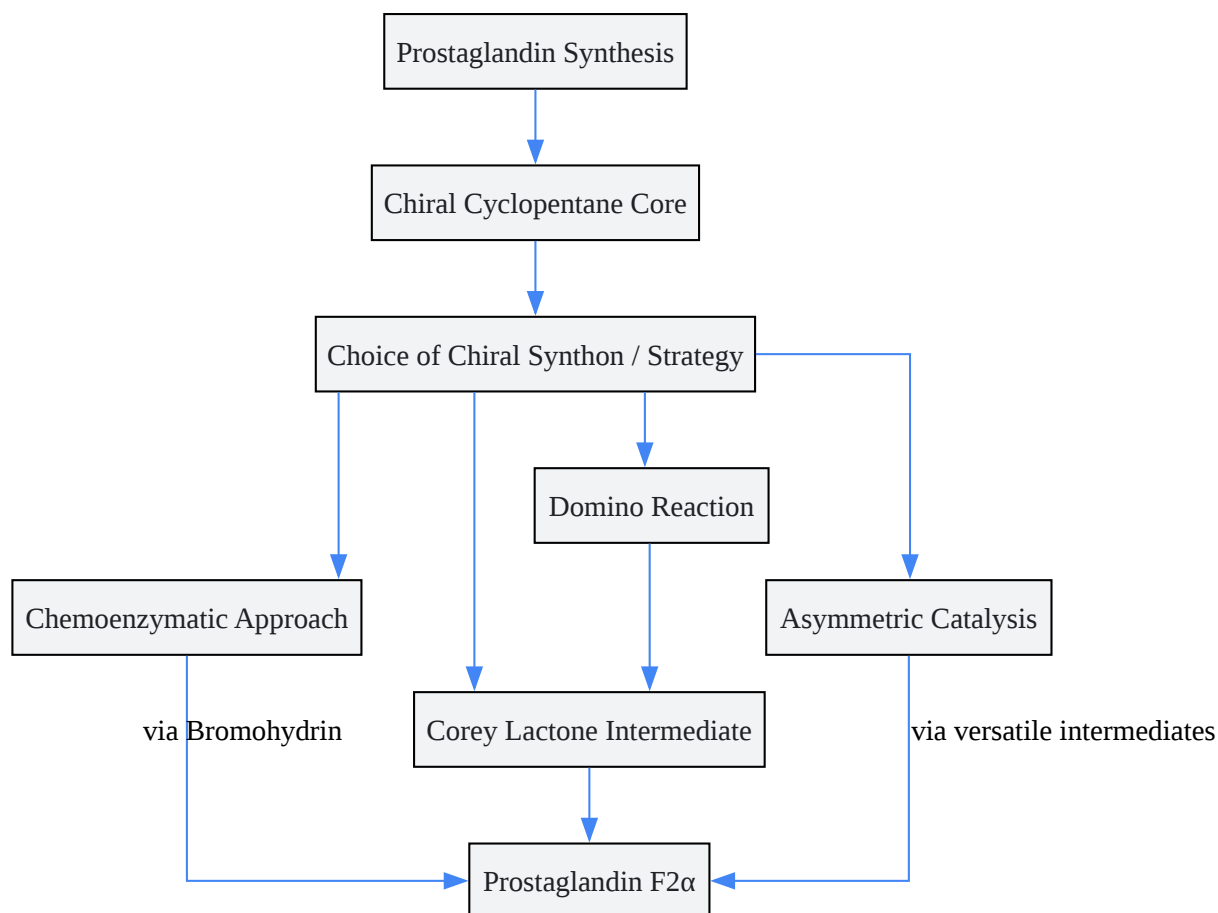 Prostaglandin Synthesis
Chiral Cyclopentane Core
Choice of Chiral Synthon / Strategy
Domino Reaction
Chemoenzymatic Approach
Asymmetric Catalysis
via Bromohydrin
Corey Lactone Intermediate
via versatile intermediates
Prostaglandin F2α